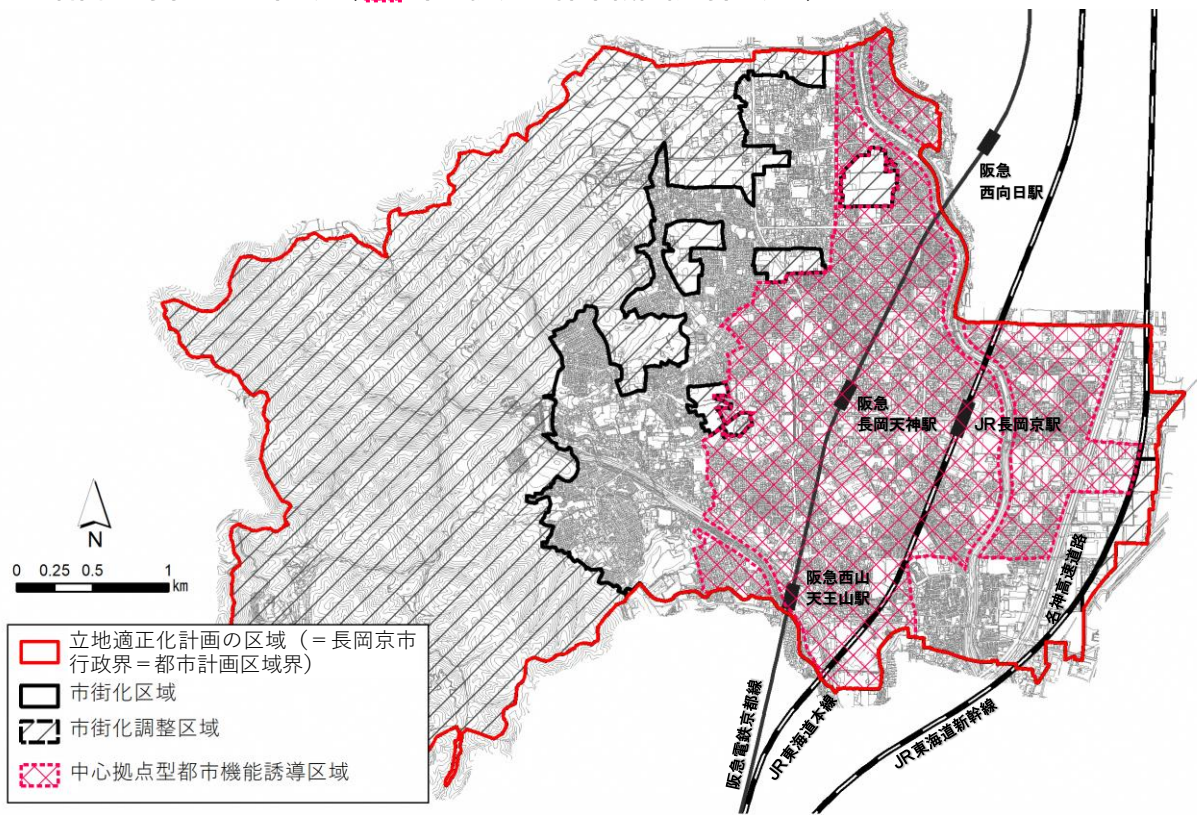 阪急
西向日駅
阪急
長岡天神駅
JR長岡京駅
阪急西山
天王山駅
名神高速道路
阪急電鉄京都線
JR東海道本線
JR東海道新幹線
N
0 0.25 0.5 1
km
立地適正化計画の区域（＝長岡京市
行政界＝都市計画区域界）
市街化区域
市街化調整区域
中心拠点型都市機能誘導区域